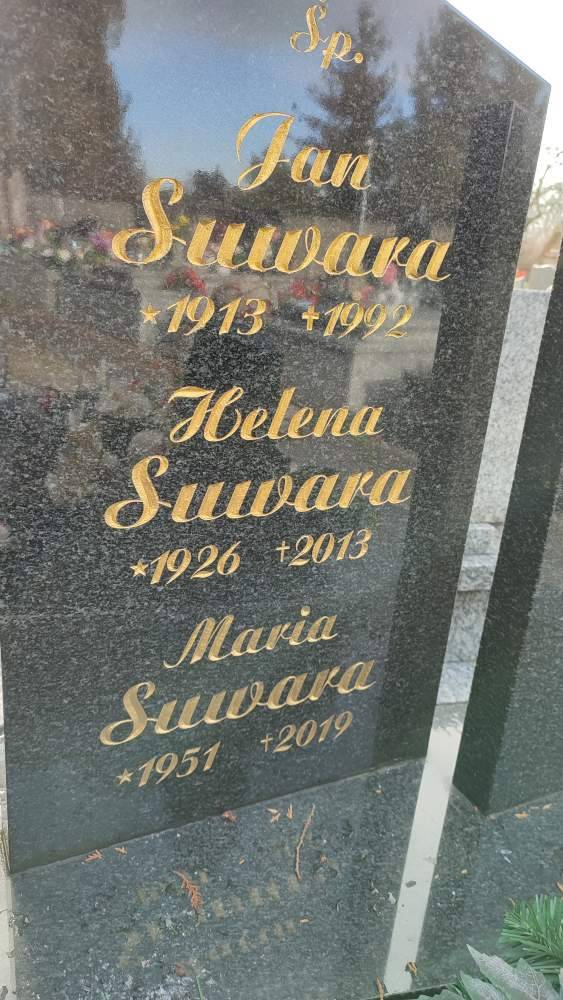 Śp.
Jan
Suwara
*1913 +1992
Helena
Suwara
*1926 +2013
Maria
Suwara
*1951 +2019